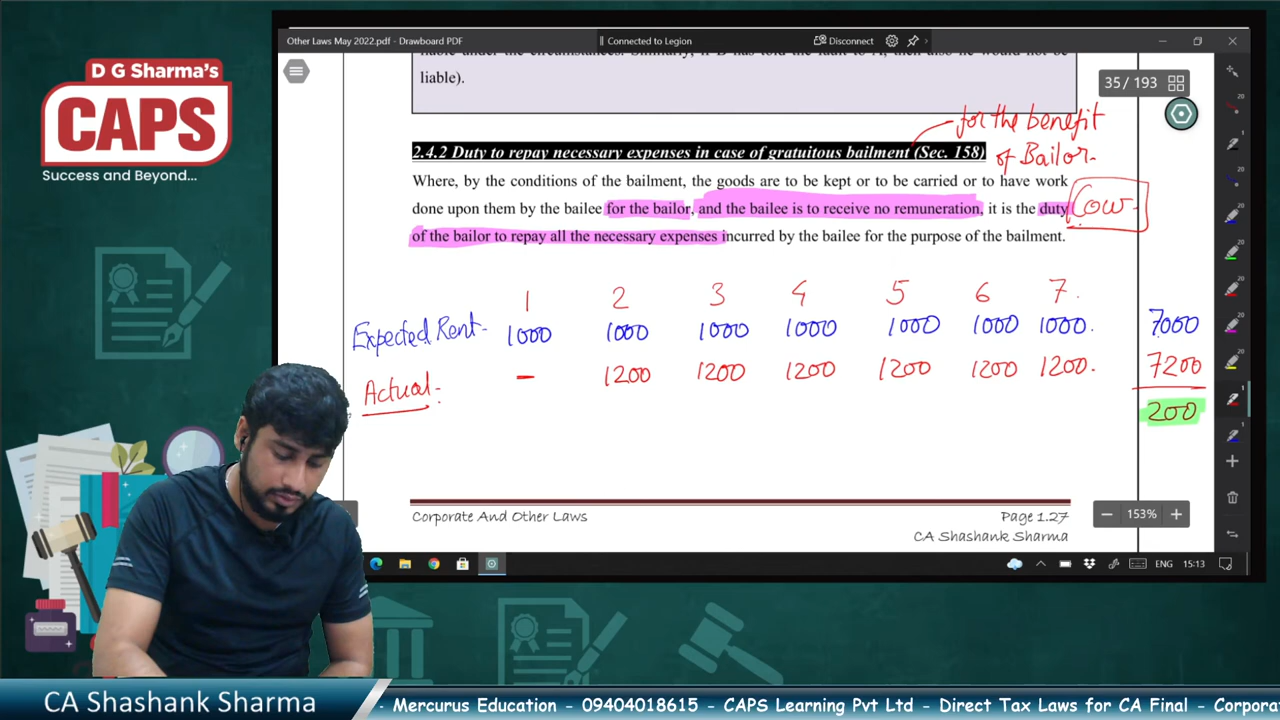 D G SHARMA's
CAPS
Success and Beyond...
Other Laws May 2022.pdf - Drawboard PDF
Connected to Legion
Disconnect
liable).
35 / 193
for the benefit
of Bailor.
2.4.2 Duty to repay necessary expenses in case of gratuitous bailment (Sec. 158)
Where, by the conditions of the bailment, the goods are to be kept or to be carried or to have work
done upon them by the bailee for the bailor, and the bailee is to receive no remuneration, it is the duty
Cow
of the bailor to repay all the necessary expenses incurred by the bailee for the purpose of the bailment.
1 2 3 4 5 6 7.
Expected Rent- 1000 1000 1000 1000 1000 1000 1000. 7000
Actual: - 1200 1200 1200 1200 1200 1200. 7200
200
Corporate And Other Laws
Page 1.27
CA Shashank Sharma
153%
ENG 15:13
CA Shashank Sharma
- Mercurus Education - 09404018615 - CAPS Learning Pvt Ltd - Direct Tax Laws for CA Final - Corpora